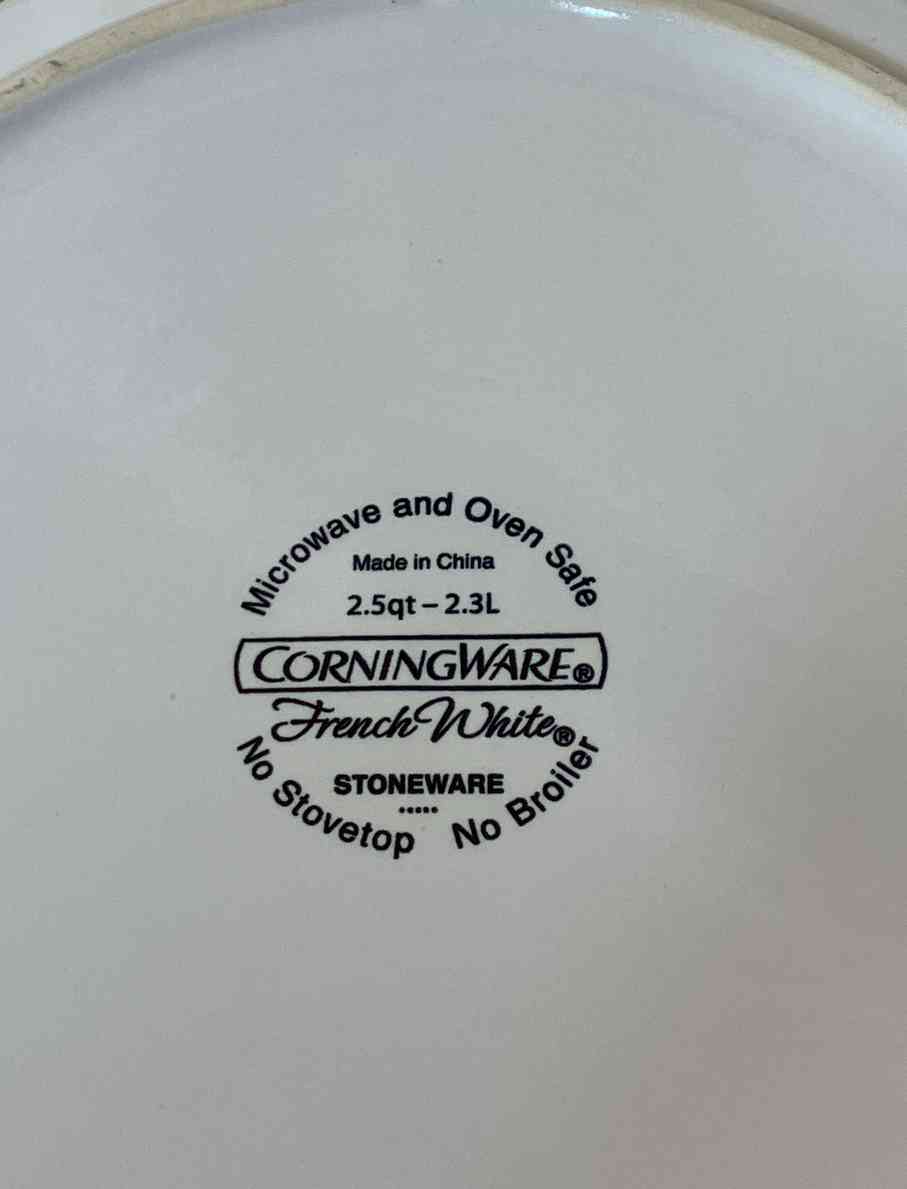 Microwave and Oven Safe
Made in China
2.5qt – 2.3L
CORNINGWARE®
French White®
STONEWARE
•••••
No Stovetop No Broiler